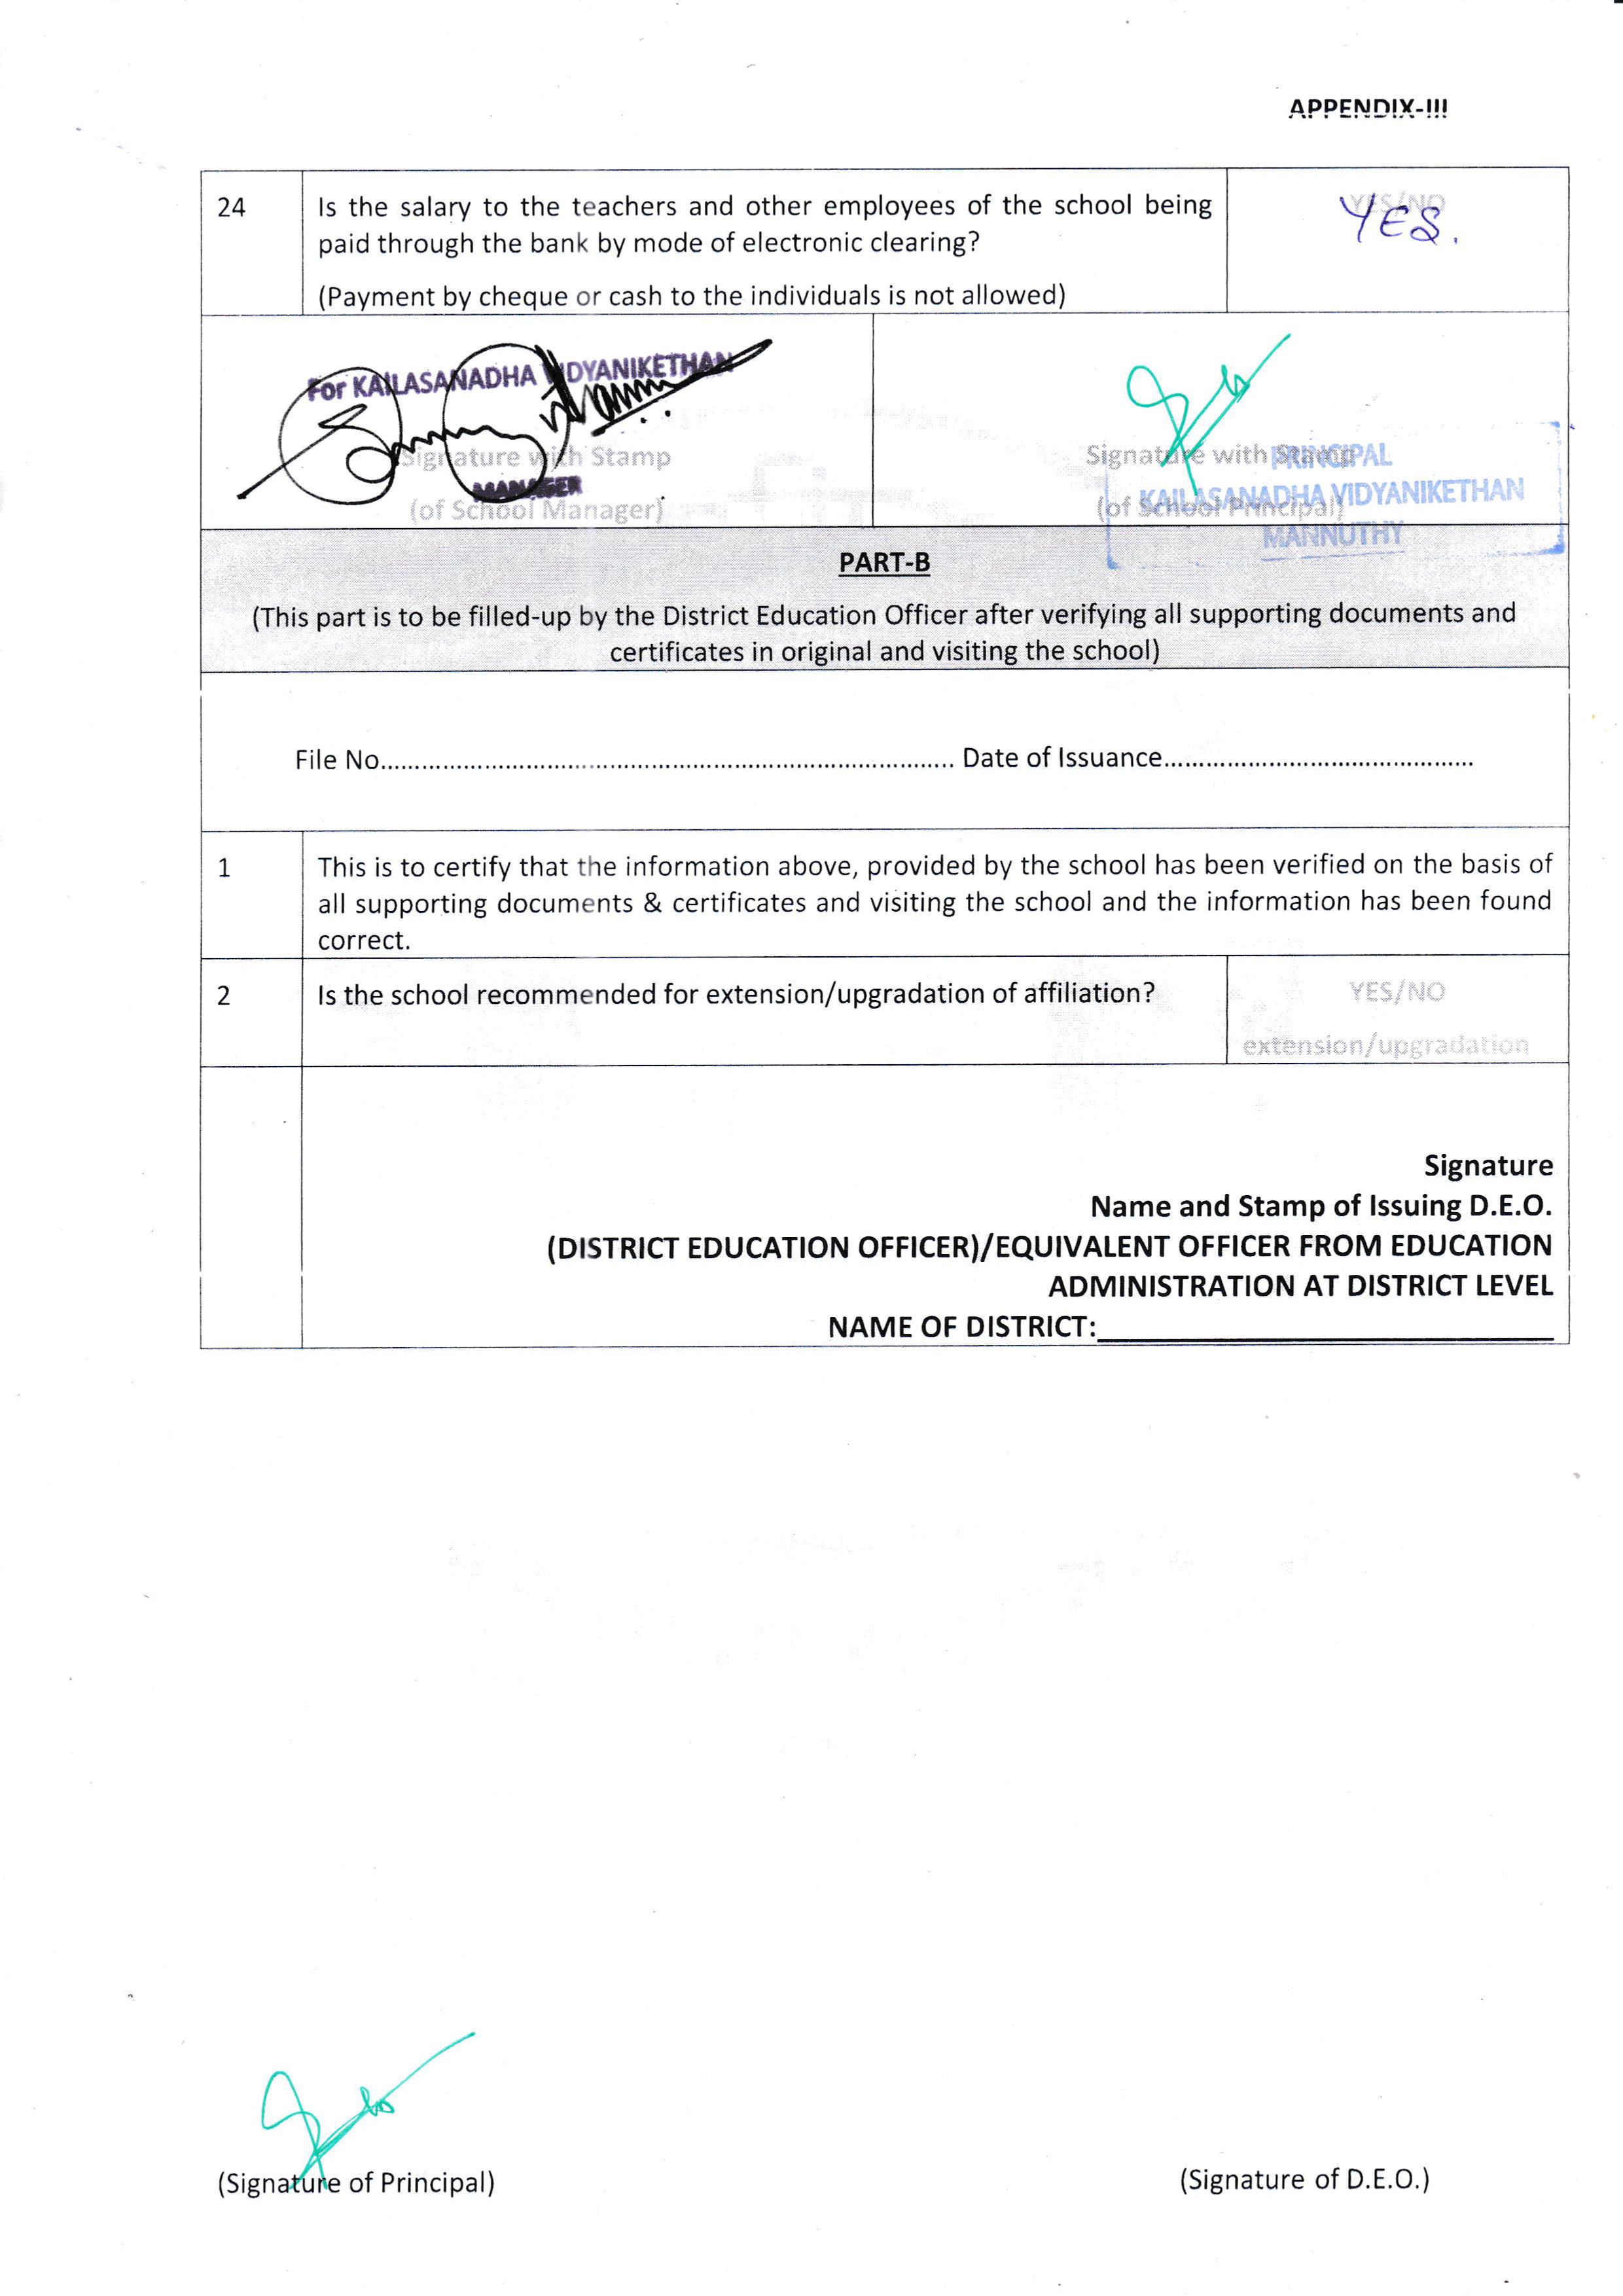 APPENDIX-III
24
Is the salary to the teachers and other employees of the school being
paid through the bank by mode of electronic clearing?
(Payment by cheque or cash to the individuals is not allowed)
YES/NO
YES.
For KAILASANADHA VIDYANIKETHAN
Signature with Stamp
MANAGER
(of School Manager)
Signature with Stamp
PRINCIPAL
(of School Principal)
KAILASANADHA VIDYANIKETHAN
MANNUTHY
PART-B
(This part is to be filled-up by the District Education Officer after verifying all supporting documents and
certificates in original and visiting the school)
File No.................................................................................... Date of Issuance.............................................
1
This is to certify that the information above, provided by the school has been verified on the basis of
all supporting documents & certificates and visiting the school and the information has been found
correct.
2
Is the school recommended for extension/upgradation of affiliation?
YES/NO
extension/upgradation
Signature
Name and Stamp of Issuing D.E.O.
(DISTRICT EDUCATION OFFICER)/EQUIVALENT OFFICER FROM EDUCATION
ADMINISTRATION AT DISTRICT LEVEL
NAME OF DISTRICT:______________________________
(Signature of Principal)
(Signature of D.E.O.)